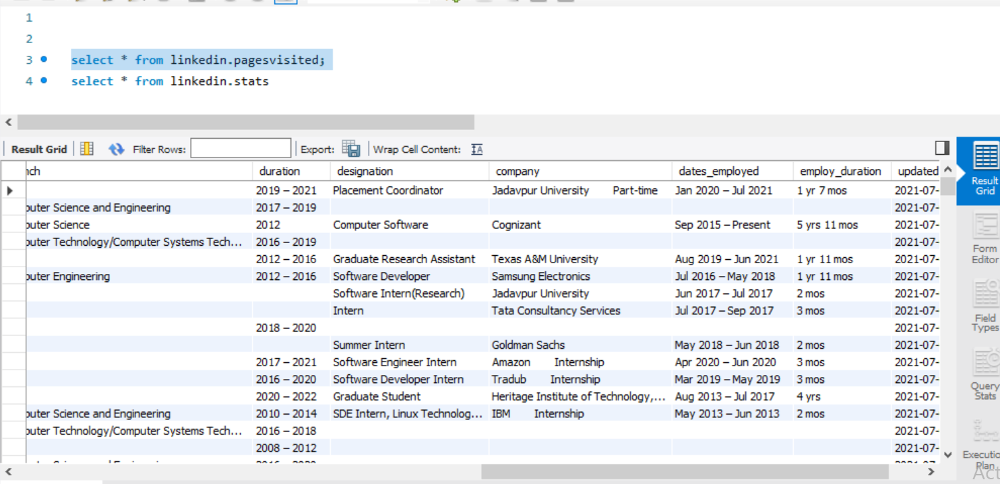 1
2
3 select * from linkedin.pagesvisited;
4 select * from linkedin.stats
Result Grid Filter Rows: Export: Wrap Cell Content: IA
nch duration designation company dates_employed employ_duration updated
2019 – 2021 Placement Coordinator Jadavpur University Part-time Jan 2020 – Jul 2021 1 yr 7 mos 2021-07-
puter Science and Engineering 2017 – 2019 2021-07-
puter Science 2012 Computer Software Cognizant Sep 2015 – Present 5 yrs 11 mos 2021-07-
puter Technology/Computer Systems Tech... 2016 – 2019 2021-07-
2012 – 2016 Graduate Research Assistant Texas A&M University Aug 2019 – Jun 2021 1 yr 11 mos 2021-07-
puter Engineering 2012 – 2016 Software Developer Samsung Electronics Jul 2016 – May 2018 1 yr 11 mos 2021-07-
Software Intern(Research) Jadavpur University Jun 2017 – Jul 2017 2 mos 2021-07-
Intern Tata Consultancy Services Jul 2017 – Sep 2017 3 mos 2021-07-
2018 – 2020 2021-07-
Summer Intern Goldman Sachs May 2018 – Jun 2018 2 mos 2021-07-
2017 – 2021 Software Engineer Intern Amazon Internship Apr 2020 – Jun 2020 3 mos 2021-07-
2016 – 2020 Software Developer Intern Tradub Internship Mar 2019 – May 2019 3 mos 2021-07-
2020 – 2022 Graduate Student Heritage Institute of Technology,... Aug 2013 – Jul 2017 4 yrs 2021-07-
puter Science and Engineering 2010 – 2014 SDE Intern, Linux Technolog... IBM Internship May 2013 – Jun 2013 2 mos 2021-07-
puter Technology/Computer Systems Tech... 2016 – 2018 2021-07-
2008 – 2012 2021-07-
Result
Grid
Form
Editor
Field
Types
Query
Stats
Executio
Plan
Act